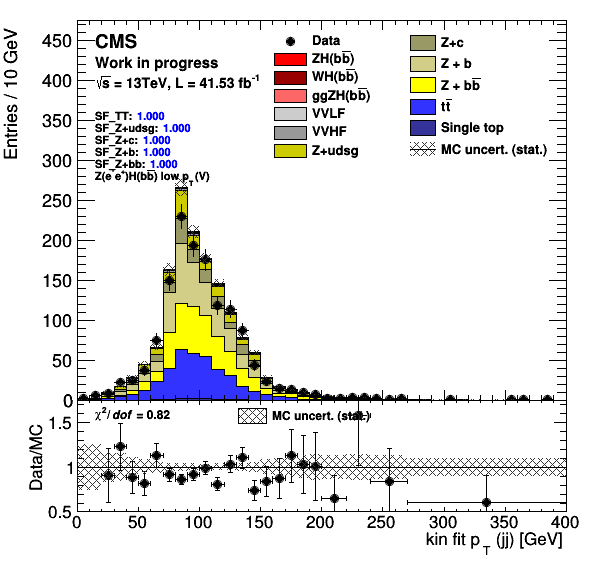 CMS
Work in progress
√s = 13TeV, L = 41.53 fb⁻¹
SF_TT: 1.000
SF_Z+udsg: 1.000
SF_Z+c: 1.000
SF_Z+b: 1.000
SF_Z+bb: 1.000
Z(e⁻e⁺)H(bb̅) low p_T(V)
Data
ZH(bb̅)
WH(bb̅)
ggZH(bb̅)
VVLF
VVHF
Z+udsg
Z+c
Z + b
Z + bb̅
tt̅
Single top
MC uncert. (stat.)
Entries / 10 GeV
450
400
350
300
250
200
150
100
50
0
χ²/dof = 0.82
MC uncert. (stat.)
Data/MC
1.5
1
0.5
0 50 100 150 200 250 300 350 400
kin fit p_T (jj) [GeV]